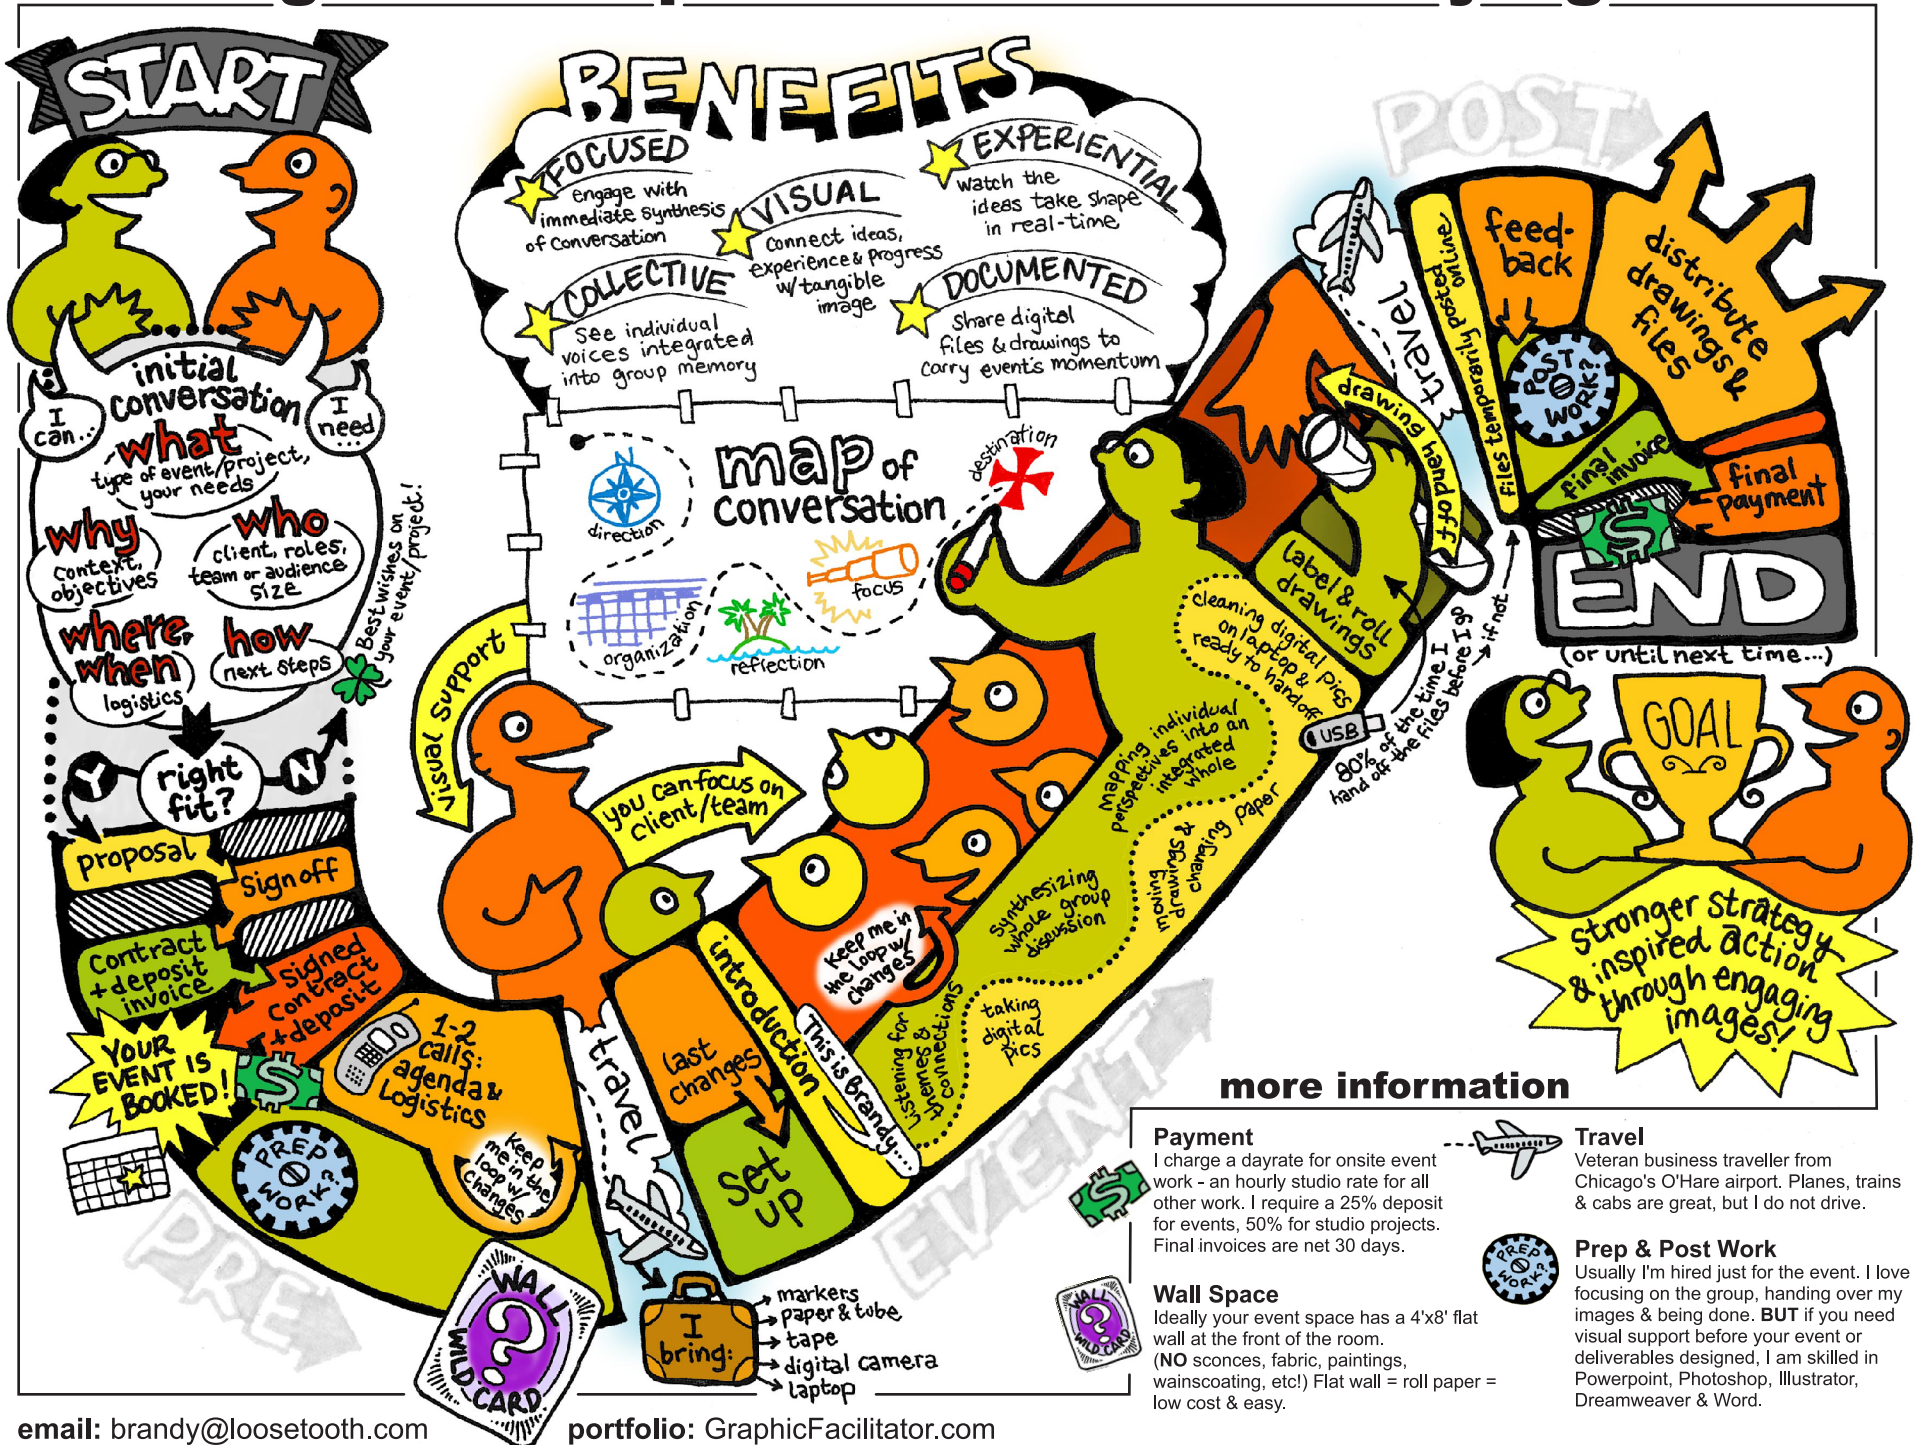 START
initial
conversation
I
can...
I
need
what
type of event/project,
your needs
why
context,
objectives
who
client, roles,
team or audience
size
where,
when
logistics
how
next steps
Best wishes on
your event/project!
right
fit?
Y
N
proposal
sign off
contract
+ deposit
invoice
signed
contract
+ deposit
YOUR
EVENT IS
BOOKED!
$
1-2
calls:
agenda &
Logistics
Keep
me in the
loop w/
changes
PREP
WORK?
PRE
WALL
?
WILD CARD
travel
I
bring:
markers
paper & tube
tape
digital camera
laptop
BENEFITS
FOCUSED
engage with
immediate synthesis
of conversation
VISUAL
Connect ideas,
experience & progress
w/ tangible
image
EXPERIENTIAL
Watch the
ideas take shape
in real-time
COLLECTIVE
See individual
voices integrated
into group memory
DOCUMENTED
Share digital
files & drawings to
carry event's momentum
map of
conversation
N
direction
destination
organization
reflection
focus
visual support
you can focus on
client/team
last
changes
set
up
introduction
This is Brandy....
Keep me in
the loop w/
changes
Listening for
themes &
connections
synthesizing
whole group
discussion
Mapping individual
perspectives into an
integrated
whole
taking
digital
pics
moving
drawings &
changing paper
cleaning digital pics
on laptop &
ready to hand off
USB
80% of the time I
hand off the files before I go
if not
label & roll
drawings
drawing hand off
EVENT
travel
POST
files temporarily posted
online
feed-
back
POST
WORK?
distribute
drawings &
files
final
invoice
final
payment
$
END
(or until next time...)
GOAL
stronger strategy
& inspired action
through engaging
images!
more information
Payment
I charge a dayrate for onsite event
work - an hourly studio rate for all
other work. I require a 25% deposit
for events, 50% for studio projects.
Final invoices are net 30 days.
$
Wall Space
Ideally your event space has a 4'x8' flat
wall at the front of the room.
(NO sconces, fabric, paintings,
wainscoating, etc!) Flat wall = roll paper =
low cost & easy.
WALL
?
WILD CARD
Travel
Veteran business traveller from
Chicago's O'Hare airport. Planes, trains
& cabs are great, but I do not drive.
PREP
WORK?
Prep & Post Work
Usually I'm hired just for the event. I love
focusing on the group, handing over my
images & being done. BUT if you need
visual support before your event or
deliverables designed, I am skilled in
Powerpoint, Photoshop, Illustrator,
Dreamweaver & Word.
email: brandy@loosetooth.com
portfolio: GraphicFacilitator.com